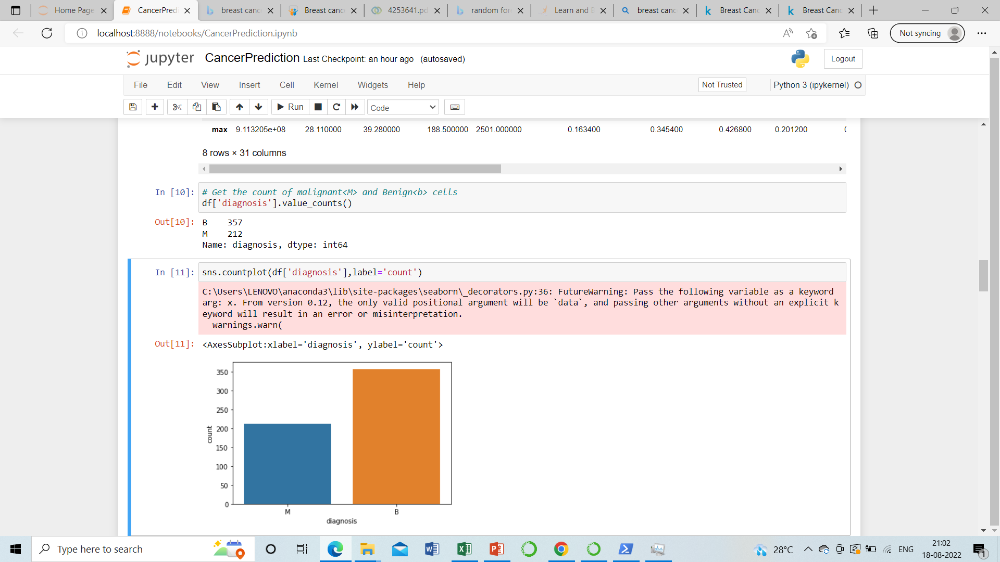 Home Page
CancerPred
breast canc
Breast canc
4253641.pd
random for
Learn and E
breast canc
Breast Canc
Breast Canc
localhost:8888/notebooks/CancerPrediction.ipynb
Not syncing
jupyter CancerPrediction Last Checkpoint: an hour ago (autosaved)
Logout
File Edit View Insert Cell Kernel Widgets Help
Not Trusted
Python 3 (ipykernel)
Run
Code
max 9.113205e+08 28.110000 39.280000 188.500000 2501.000000 0.163400 0.345400 0.426800 0.201200 (
8 rows × 31 columns
In [10]: # Get the count of malignant<M> and Benign<b> cells
df['diagnosis'].value_counts()
Out[10]: B 357
M 212
Name: diagnosis, dtype: int64
In [11]: sns.countplot(df['diagnosis'],label='count')
C:\Users\LENOVO\anaconda3\lib\site-packages\seaborn\_decorators.py:36: FutureWarning: Pass the following variable as a keyword
arg: x. From version 0.12, the only valid positional argument will be `data`, and passing other arguments without an explicit k
eyword will result in an error or misinterpretation.
warnings.warn(
Out[11]: <AxesSubplot:xlabel='diagnosis', ylabel='count'>
350
300
250
200
150
100
50
0
count
M B
diagnosis
Type here to search
28°C
ENG
21:02
18-08-2022
1